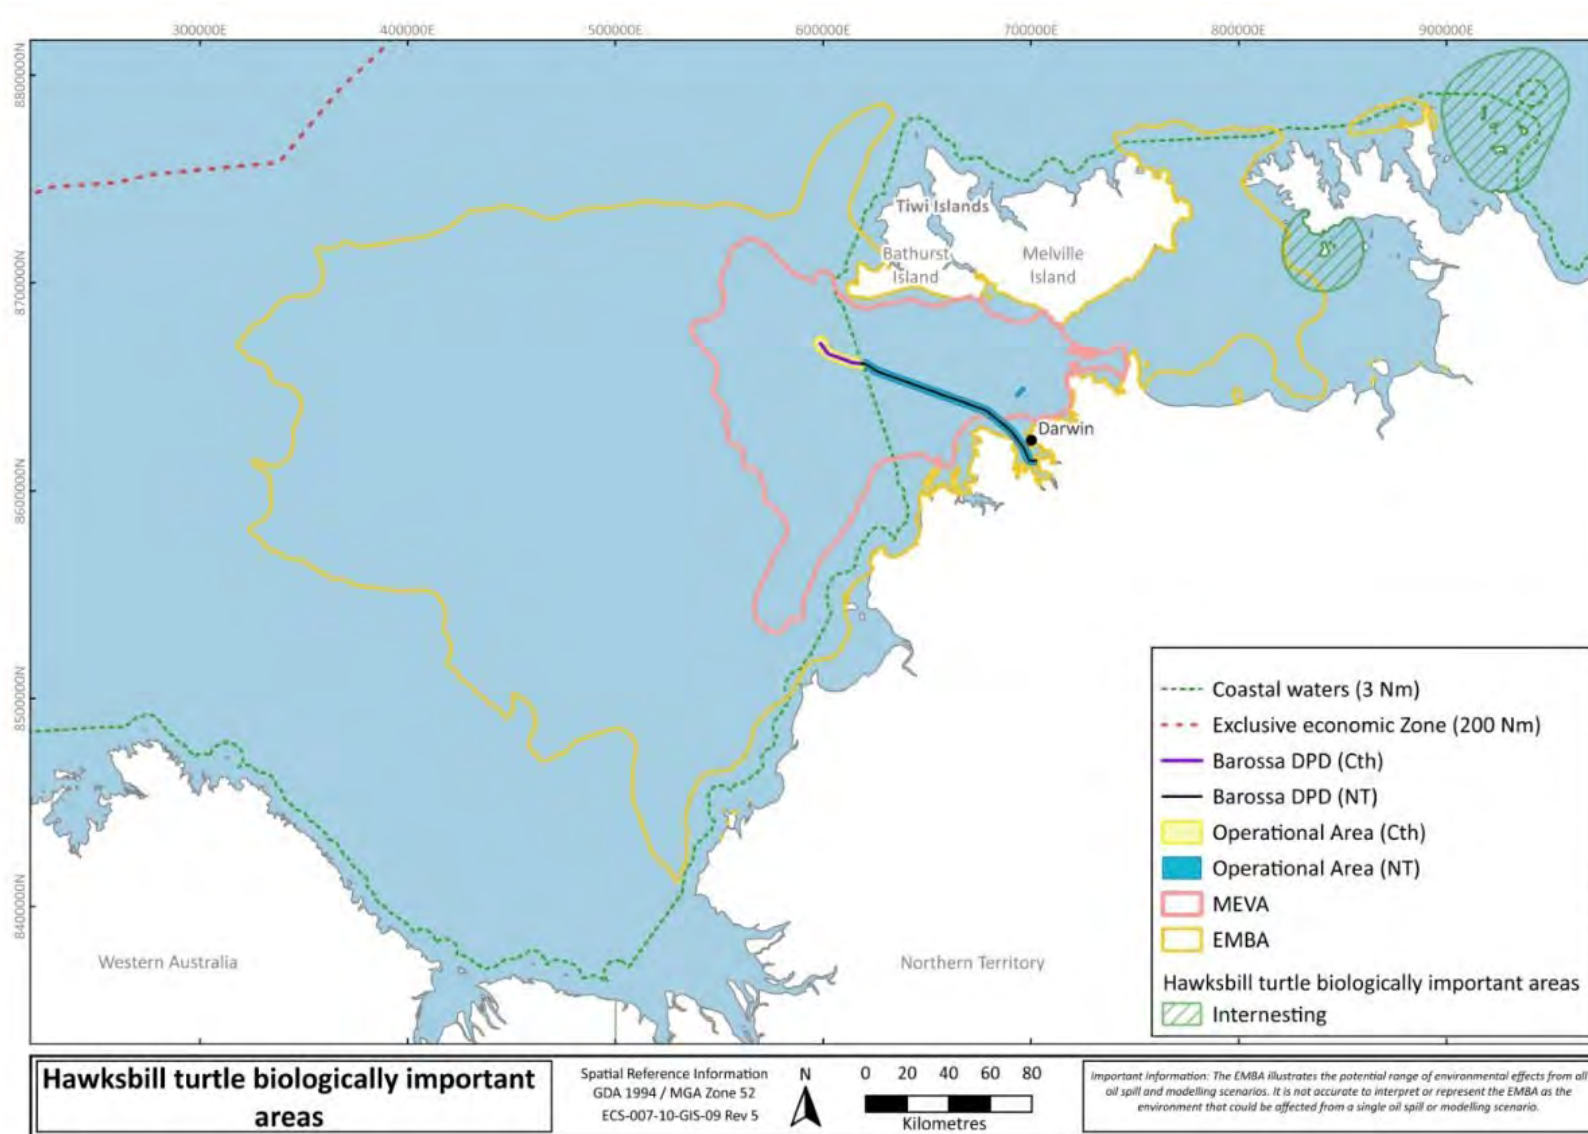 300000E
400000E
500000E
600000E
700000E
800000E
900000E
8800000N
8700000N
8600000N
8500000N
8400000N
Tiwi Islands
Bathurst
Island
Melville
Island
Darwin
Western Australia
Northern Territory
Coastal waters (3 Nm)
Exclusive economic Zone (200 Nm)
Barossa DPD (Cth)
Barossa DPD (NT)
Operational Area (Cth)
Operational Area (NT)
MEVA
EMBA
Hawksbill turtle biologically important areas
Internesting
Hawksbill turtle biologically important
areas
Spatial Reference Information
GDA 1994 / MGA Zone 52
ECS-007-10-GIS-09 Rev 5
N
0 20 40 60 80
Kilometres
Important Information: The EMBA illustrates the potential range of environmental effects from all
oil spill and modelling scenarios. It is not accurate to interpret or represent the EMBA as the
environment that could be affected from a single oil spill or modelling scenario.